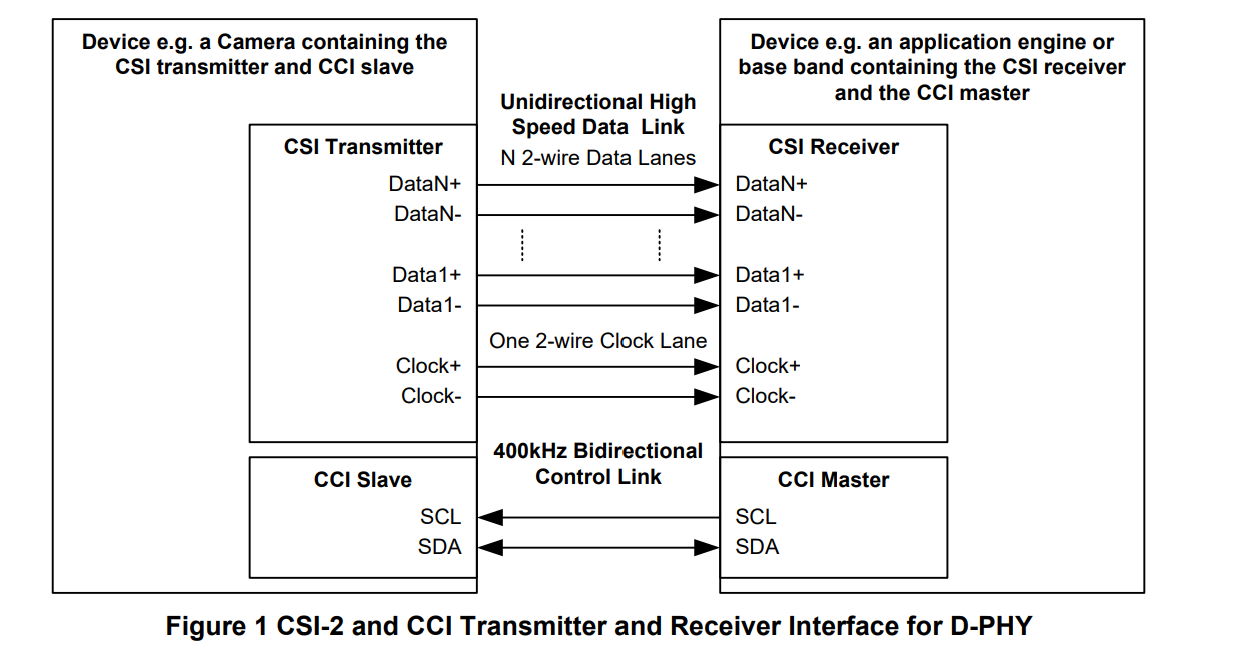 Device e.g. a Camera containing the
CSI transmitter and CCI slave
Device e.g. an application engine or
base band containing the CSI receiver
and the CCI master
Unidirectional High
Speed Data Link
N 2-wire Data Lanes
CSI Transmitter
DataN+
DataN-
Data1+
Data1-
Clock+
Clock-
One 2-wire Clock Lane
CSI Receiver
DataN+
DataN-
Data1+
Data1-
Clock+
Clock-
400kHz Bidirectional
Control Link
CCI Slave
SCL
SDA
CCI Master
SCL
SDA
Figure 1 CSI-2 and CCI Transmitter and Receiver Interface for D-PHY